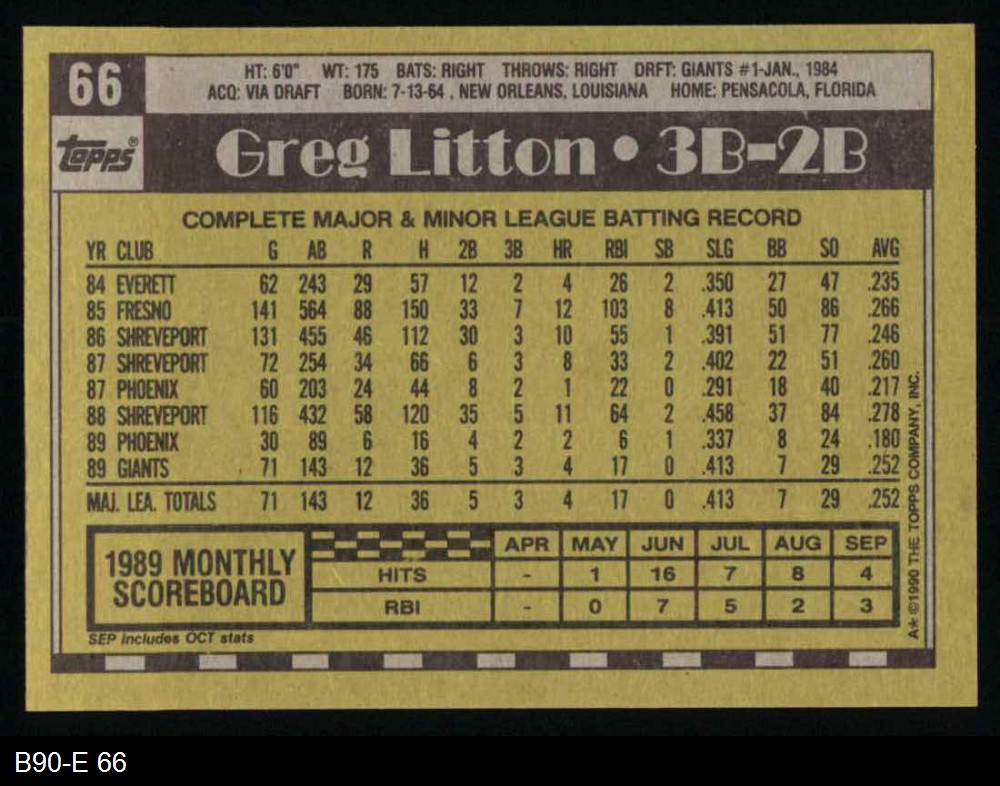 66
HT: 6'0" WT: 175 BATS: RIGHT THROWS: RIGHT DRFT: GIANTS #1-JAN., 1984
ACQ: VIA DRAFT BORN: 7-13-64 , NEW ORLEANS, LOUISIANA HOME: PENSACOLA, FLORIDA
topps®
Greg Litton • 3B-2B
COMPLETE MAJOR & MINOR LEAGUE BATTING RECORD
YR CLUB G AB R H 2B 3B HR RBI SB SLG BB SO AVG
84 EVERETT 62 243 29 57 12 2 4 26 2 .350 27 47 .235
85 FRESNO 141 564 88 150 33 7 12 103 8 .413 50 86 .266
86 SHREVEPORT 131 455 46 112 30 3 10 55 1 .391 51 77 .246
87 SHREVEPORT 72 254 34 66 6 3 8 33 2 .402 22 51 .260
87 PHOENIX 60 203 24 44 8 2 1 22 0 .291 18 40 .217
88 SHREVEPORT 116 432 58 120 35 5 11 64 2 .458 37 84 .278
89 PHOENIX 30 89 6 16 4 2 2 6 1 .337 8 24 .180
89 GIANTS 71 143 12 36 5 3 4 17 0 .413 7 29 .252
MAJ. LEA. TOTALS 71 143 12 36 5 3 4 17 0 .413 7 29 .252
1989 MONTHLY SCOREBOARD
APR MAY JUN JUL AUG SEP
HITS - 1 16 7 8 4
RBI - 0 7 5 2 3
SEP includes OCT stats
A* ©1990 THE TOPPS COMPANY, INC.
B90-E 66